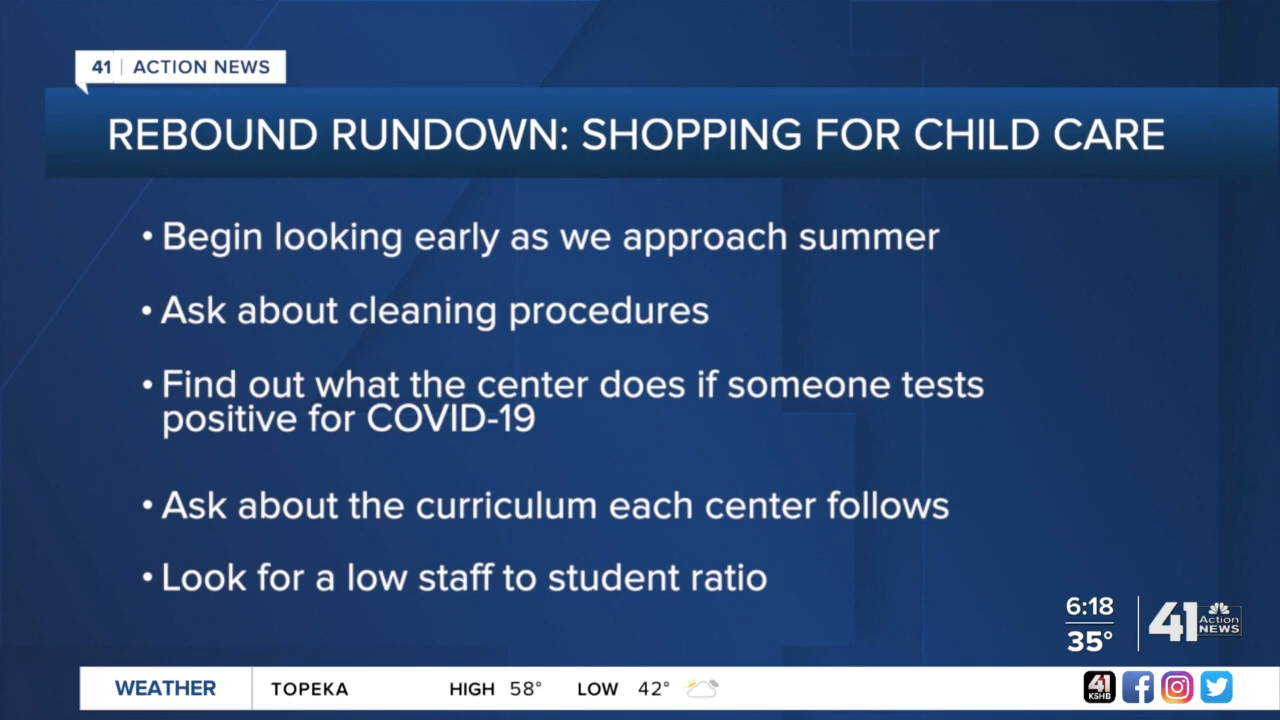 41 | ACTION NEWS
REBOUND RUNDOWN: SHOPPING FOR CHILD CARE
• Begin looking early as we approach summer
• Ask about cleaning procedures
• Find out what the center does if someone tests
positive for COVID-19
• Ask about the curriculum each center follows
• Look for a low staff to student ratio
6:18
35°
41 Action
NEWS
WEATHER TOPEKA HIGH 58° LOW 42°
41
KSHB